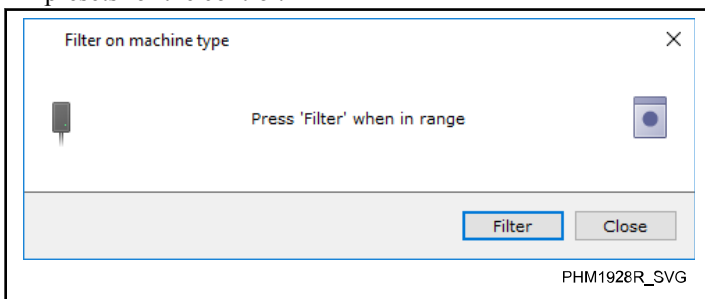 Filter on machine type
Press 'Filter' when in range
Filter Close
PHM1928R_SVG